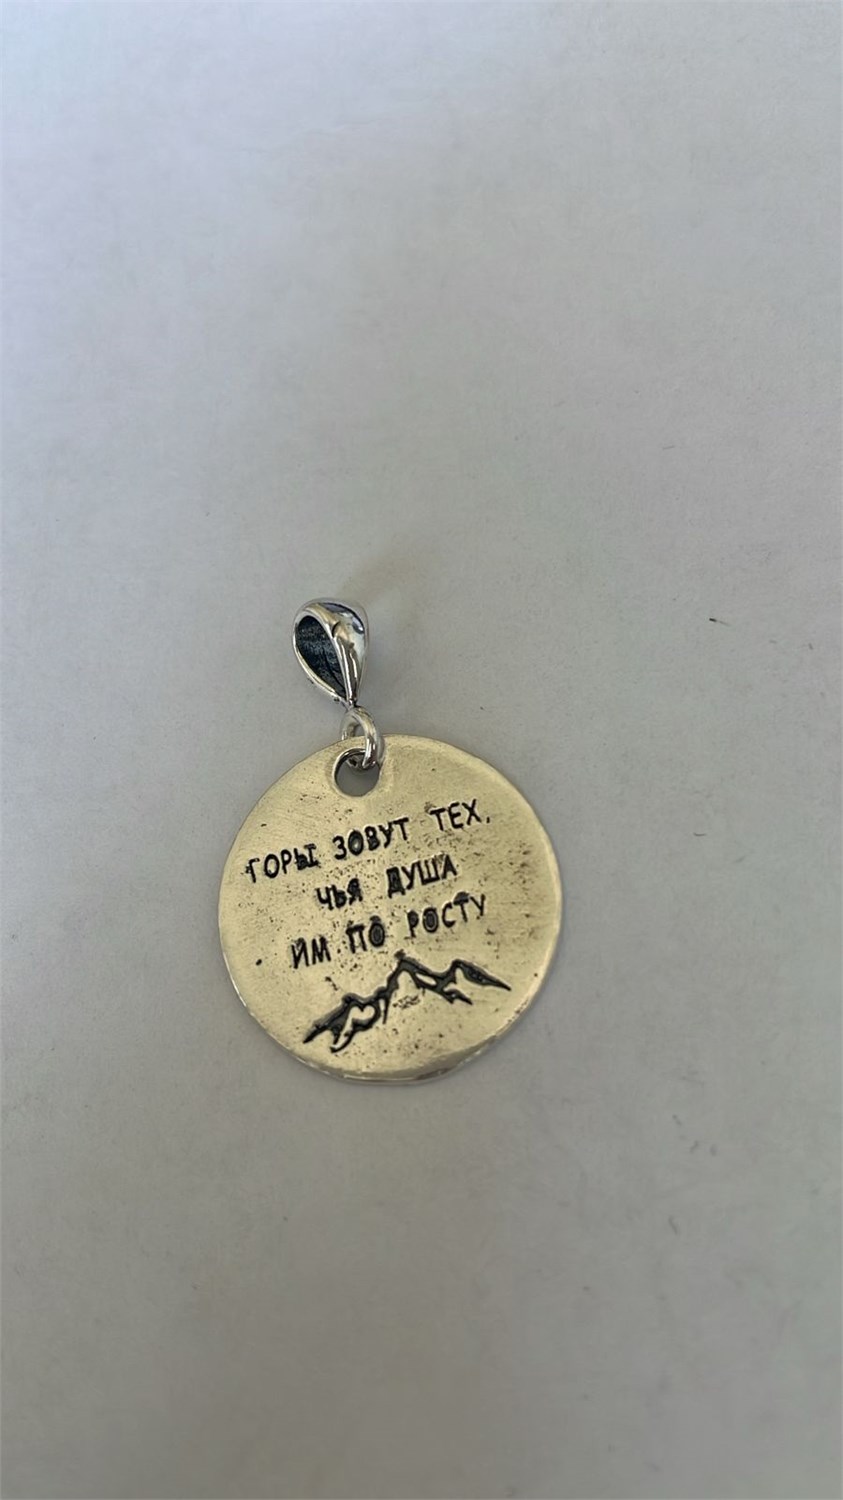 ГОРЫ ЗОВУТ ТЕХ,
ЧЬЯ ДУША
ИМ ПО РОСТУ